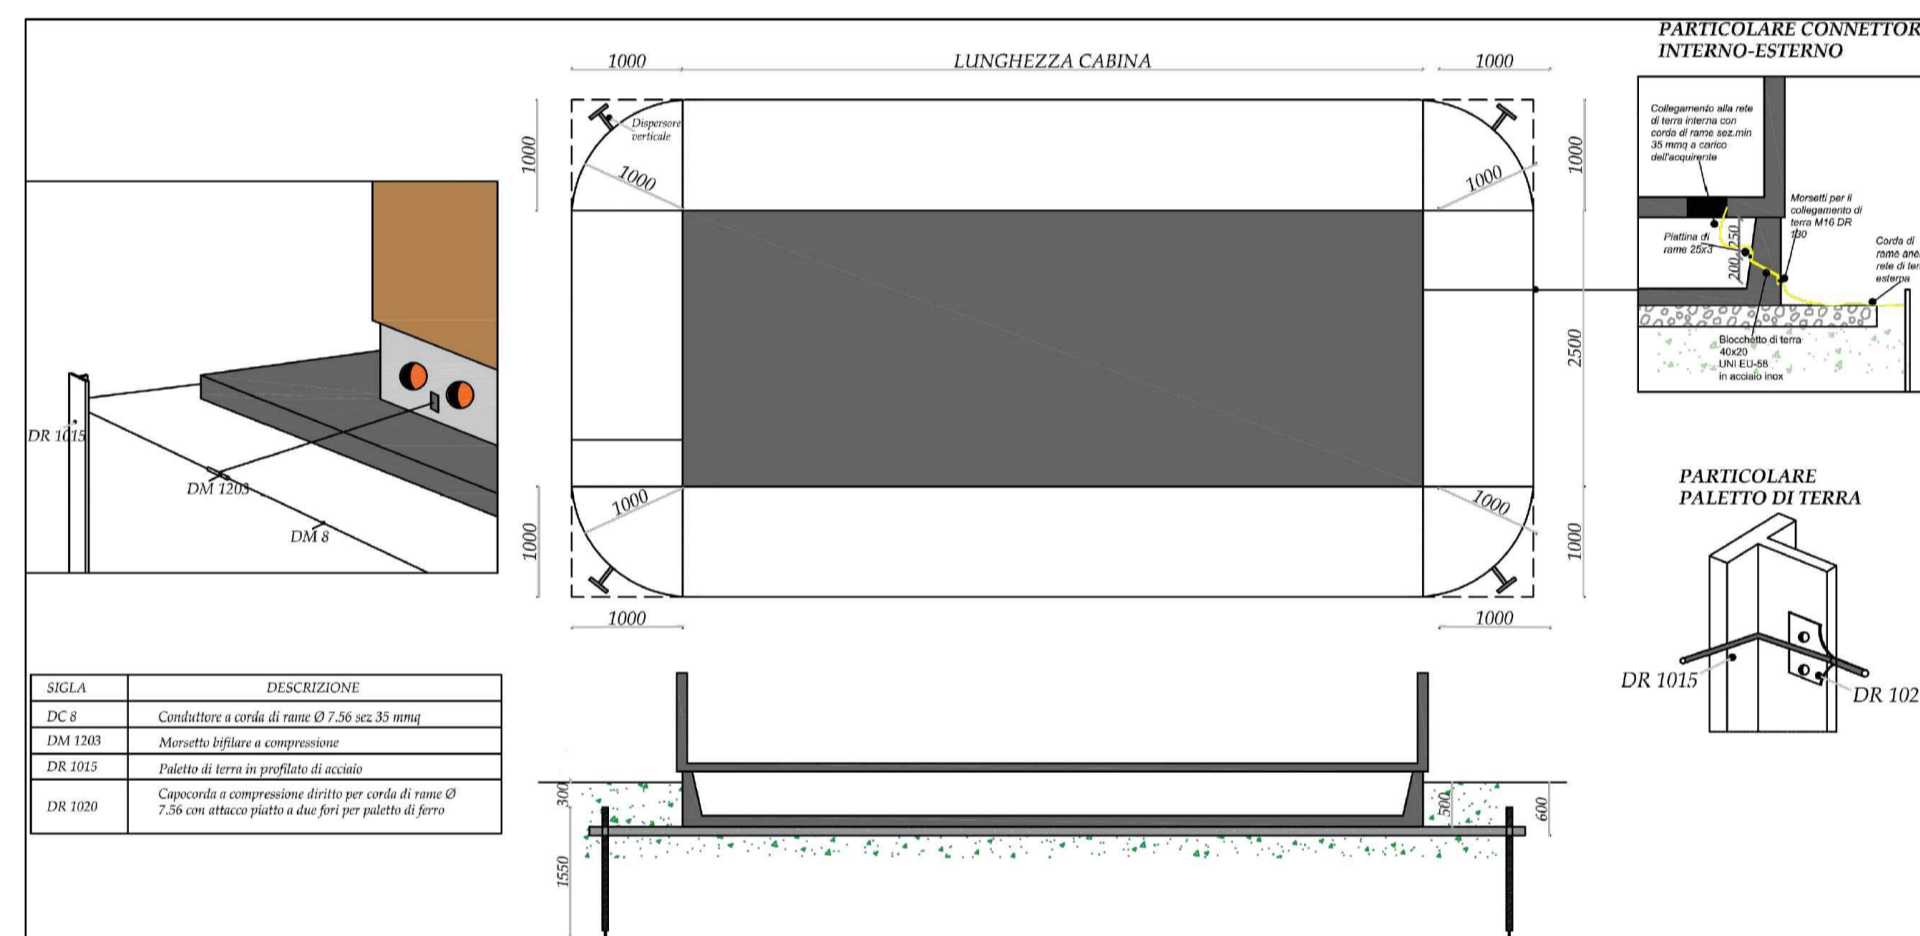 1000
LUNGHEZZA CABINA
1000
PARTICOLARE CONNETTOR
INTERNO-ESTERNO
1000
Dispersore
verticale
1000
1000
1000
Collegamento alla rete
di terra interna con
corda di rame sez.min
35 mmq a carico
dell'acquirente
Morsetti per il
collegamento di
terra M16 DR
130
Piattina di
rame 25x3
250
200
Corda di
rame ane
rete di ter
esterna
Blocchetto di terra
40x20
UNI EU-58
in acciaio inox
2500
DR 1015
DM 1203
DM 8
1000
1000
1000
1000
1000
1000
PARTICOLARE
PALETTO DI TERRA
DR 1015
DR 102
SIGLA DESCRIZIONE
DC 8 Conduttore a corda di rame Ø 7.56 sez 35 mmq
DM 1203 Morsetto bifilare a compressione
DR 1015 Paletto di terra in profilato di acciaio
DR 1020 Capocorda a compressione diritto per corda di rame Ø
7.56 con attacco piatto a due fori per paletto di ferro
300
1550
500
600